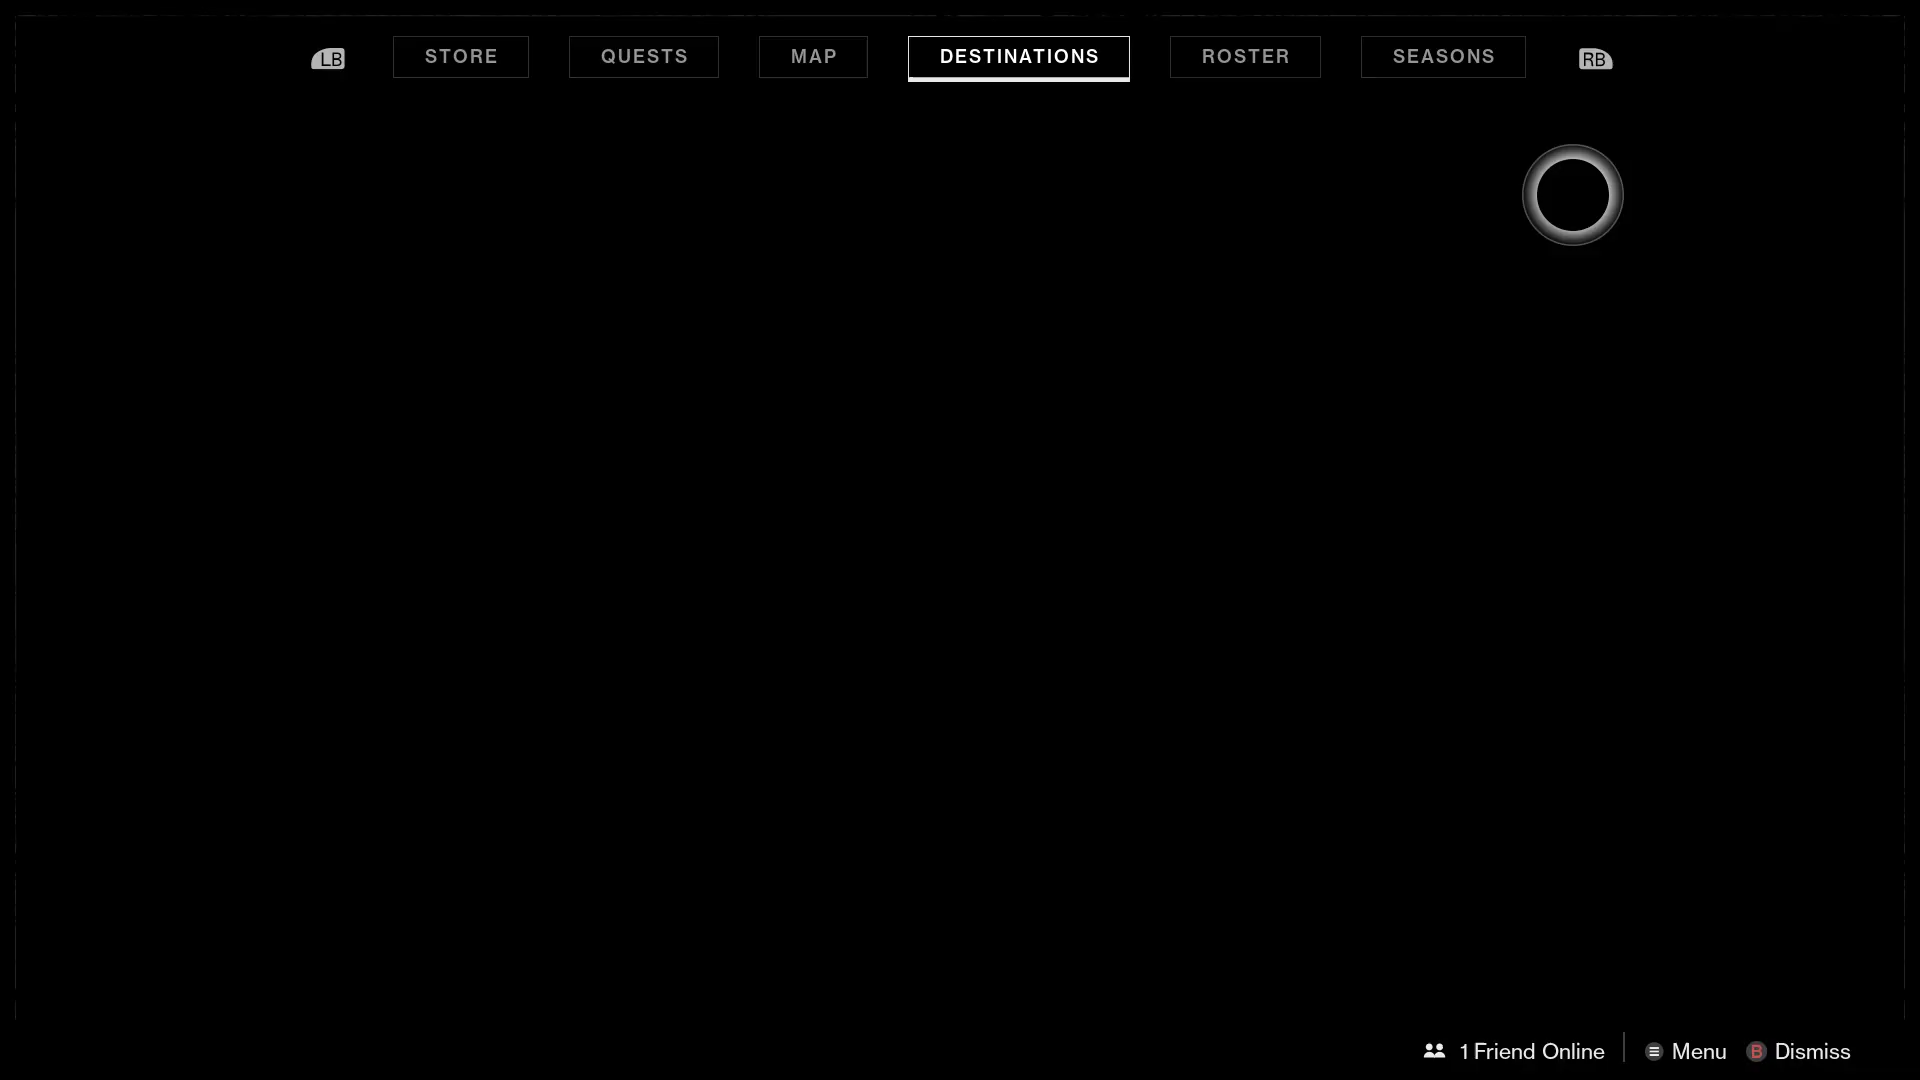 LB STORE QUESTS MAP DESTINATIONS ROSTER SEASONS RB
1 Friend Online Menu B Dismiss